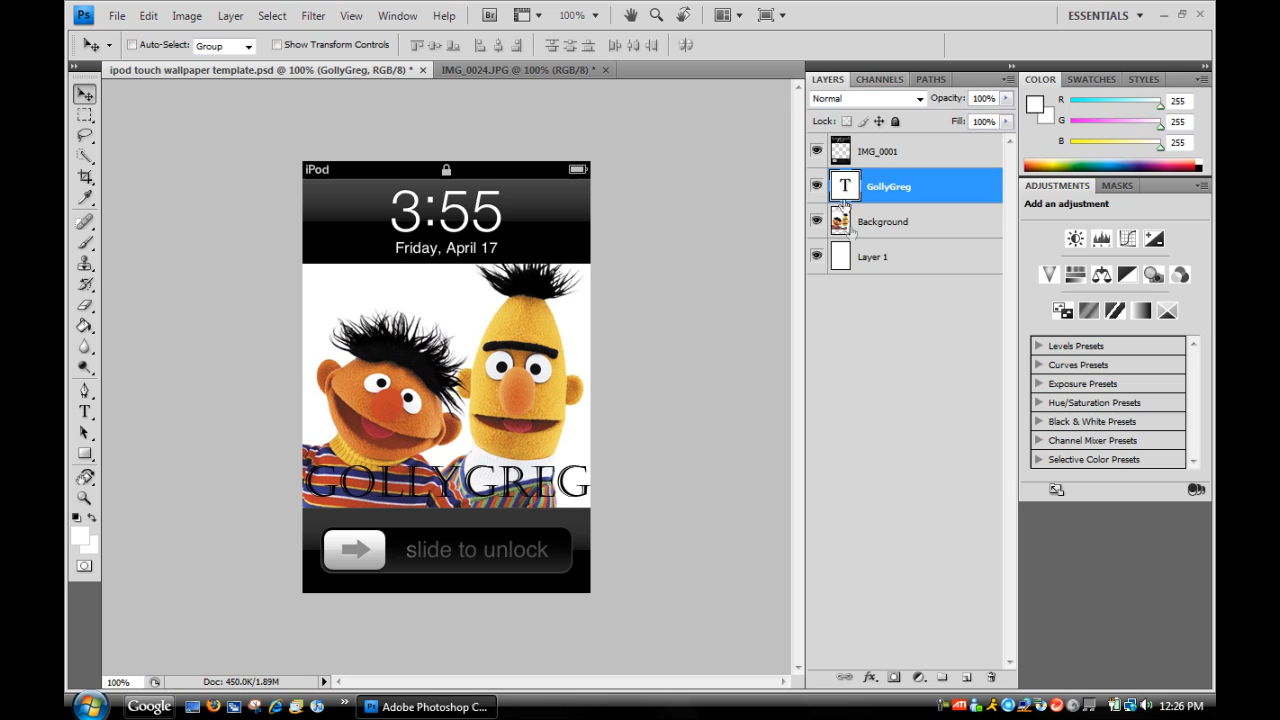 Ps File Edit Image Layer Select Filter View Window Help Br 100% ESSENTIALS
Auto-Select: Group Show Transform Controls
ipod touch wallpaper template.psd @ 100% (GollyGreg, RGB/8) * IMG_0024.JPG @ 100% (RGB/8) *
LAYERS CHANNELS PATHS
Normal Opacity: 100%
Lock: Fill: 100%
IMG_0001
T GollyGreg
Background
Layer 1
COLOR SWATCHES STYLES
R 255
G 255
B 255
ADJUSTMENTS MASKS
Add an adjustment
Levels Presets
Curves Presets
Exposure Presets
Hue/Saturation Presets
Black & White Presets
Channel Mixer Presets
Selective Color Presets
iPod
3:55
Friday, April 17
GOLLYGREG
slide to unlock
T
100% Doc: 450.0K/1.89M
Google Ps Adobe Photoshop C... ATI 12:26 PM